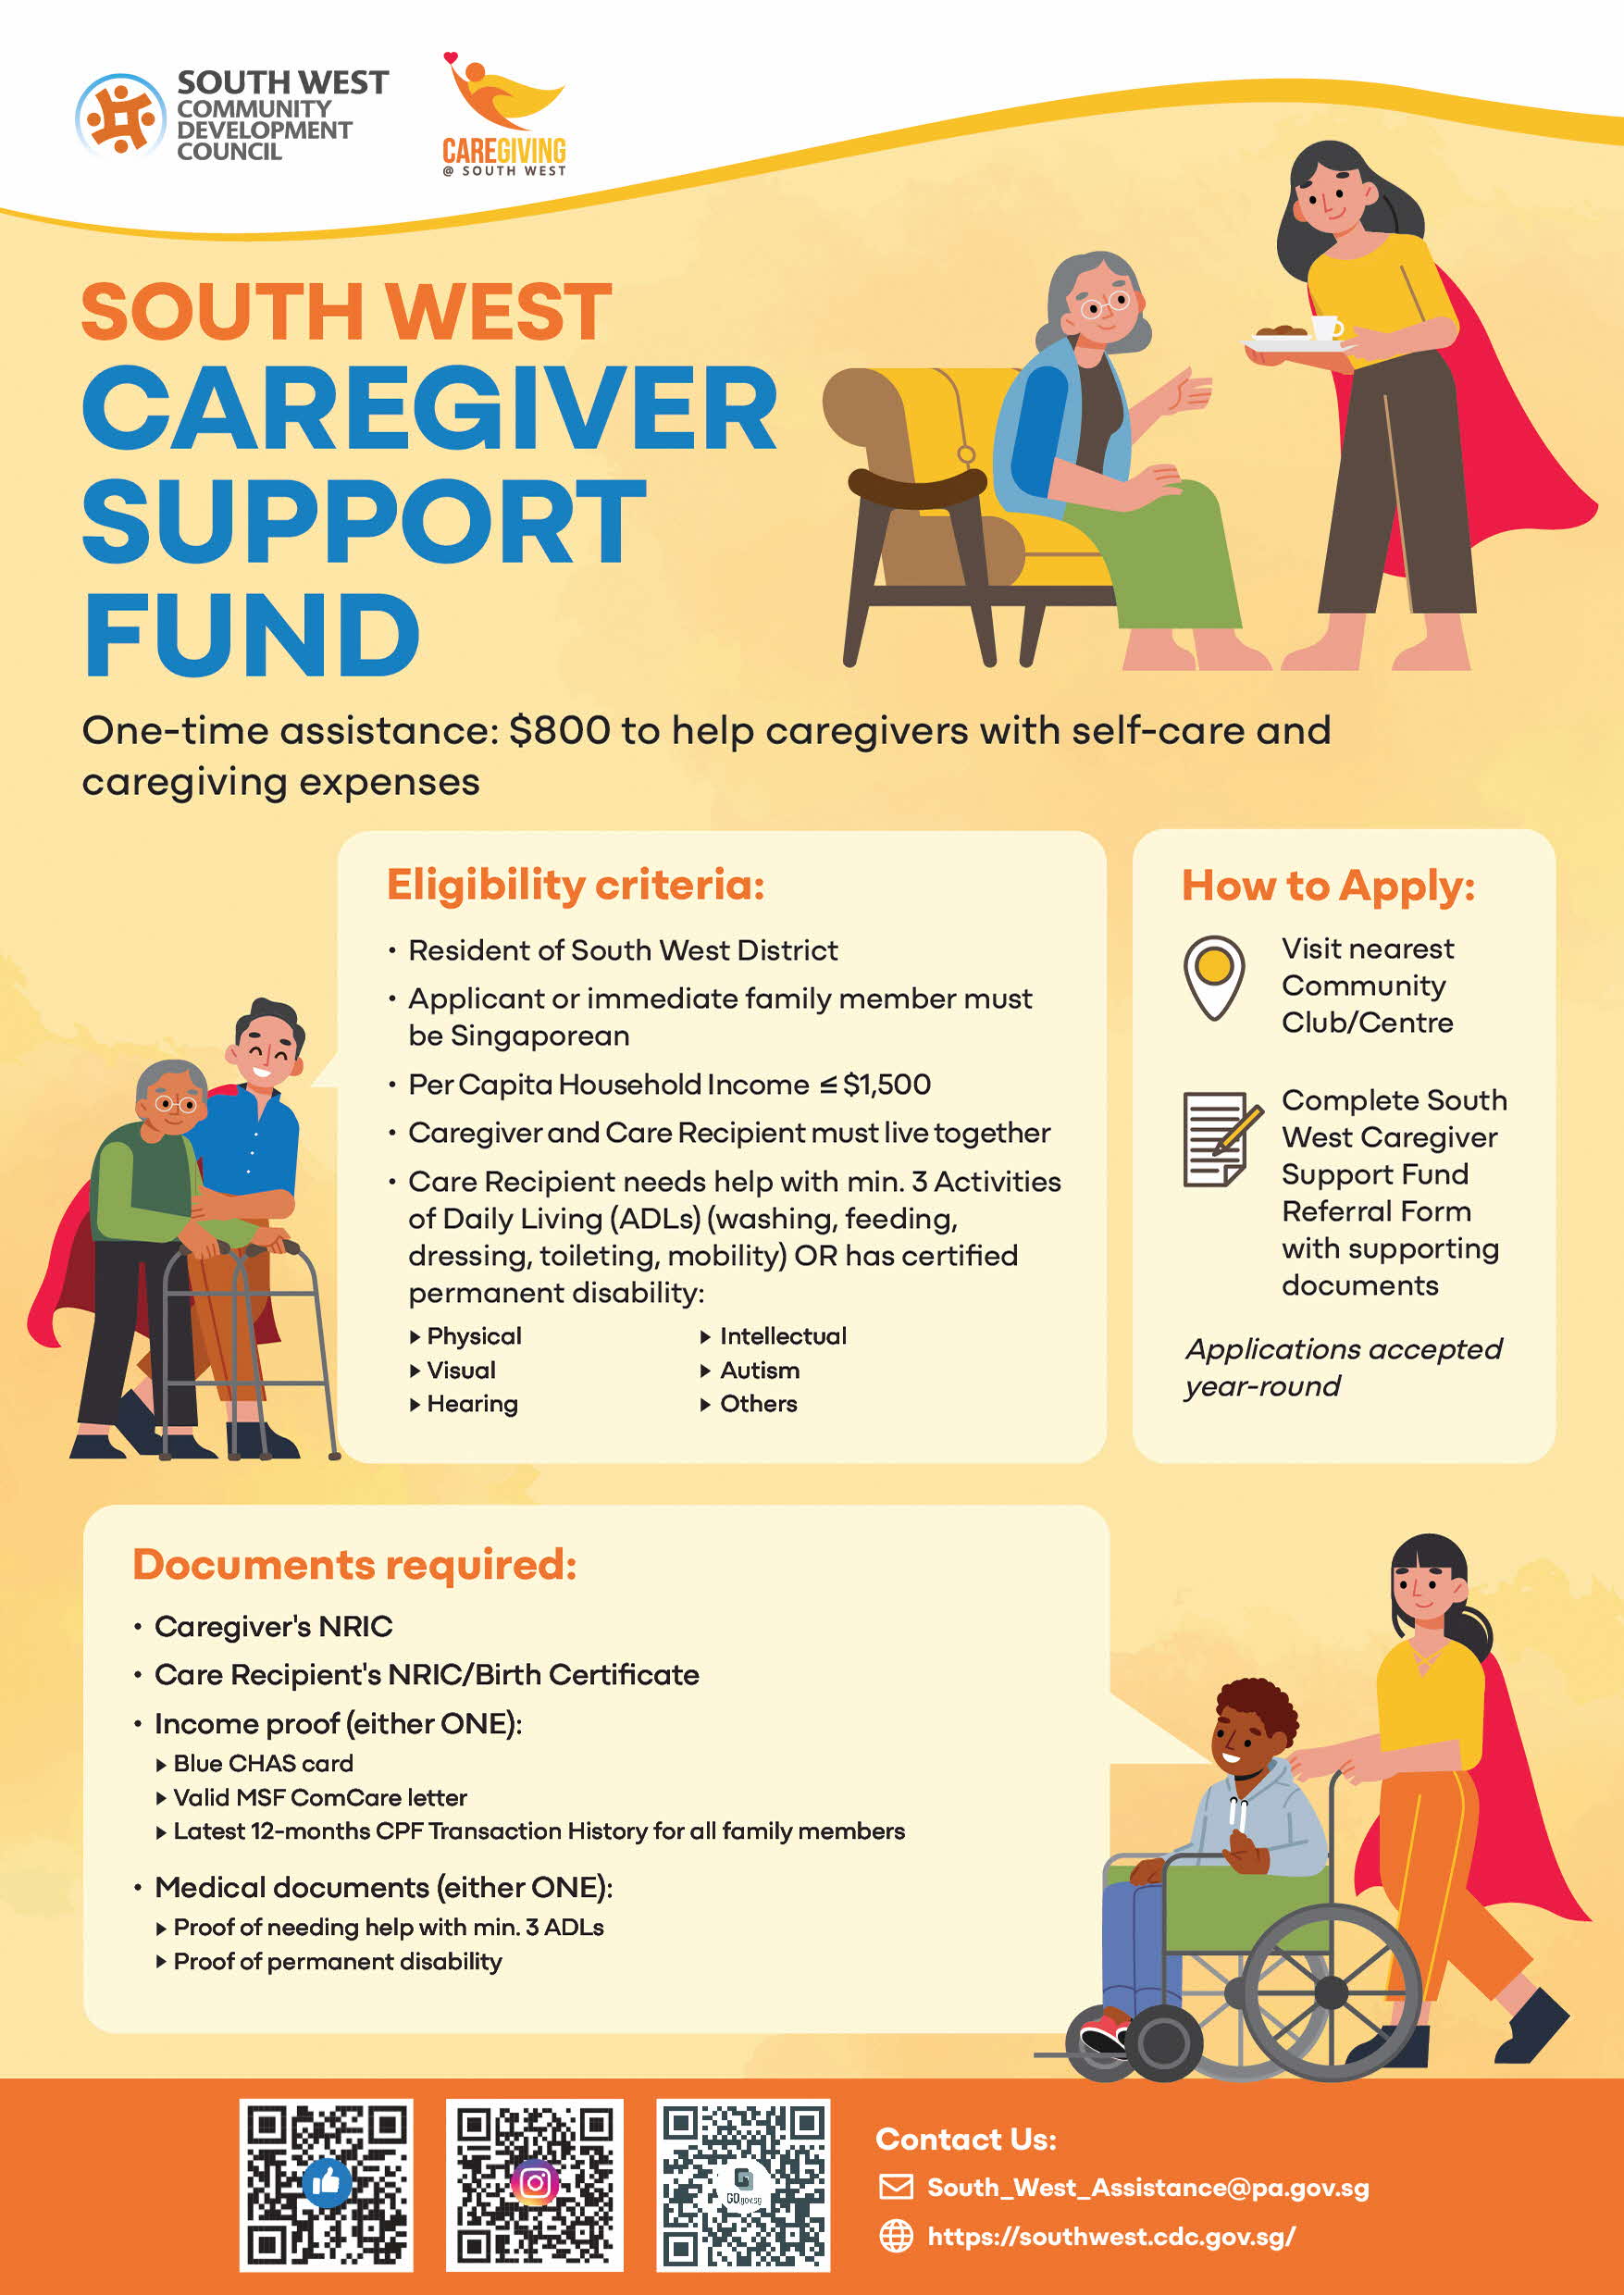 SOUTH WEST
COMMUNITY
DEVELOPMENT
COUNCIL
CAREGIVING
@ SOUTH WEST
SOUTH WEST
CAREGIVER
SUPPORT
FUND
One-time assistance: $800 to help caregivers with self-care and
caregiving expenses
Eligibility criteria:
• Resident of South West District
• Applicant or immediate family member must
be Singaporean
• Per Capita Household Income ≤ $1,500
• Caregiver and Care Recipient must live together
• Care Recipient needs help with min. 3 Activities
of Daily Living (ADLs) (washing, feeding,
dressing, toileting, mobility) OR has certified
permanent disability:
▸ Physical
▸ Visual
▸ Hearing
▸ Intellectual
▸ Autism
▸ Others
How to Apply:
Visit nearest
Community
Club/Centre
Complete South
West Caregiver
Support Fund
Referral Form
with supporting
documents
Applications accepted
year-round
Documents required:
• Caregiver's NRIC
• Care Recipient's NRIC/Birth Certificate
• Income proof (either ONE):
▸ Blue CHAS card
▸ Valid MSF ComCare letter
▸ Latest 12-months CPF Transaction History for all family members
• Medical documents (either ONE):
▸ Proof of needing help with min. 3 ADLs
▸ Proof of permanent disability
GO.gov.sg
Contact Us:
South_West_Assistance@pa.gov.sg
https://southwest.cdc.gov.sg/